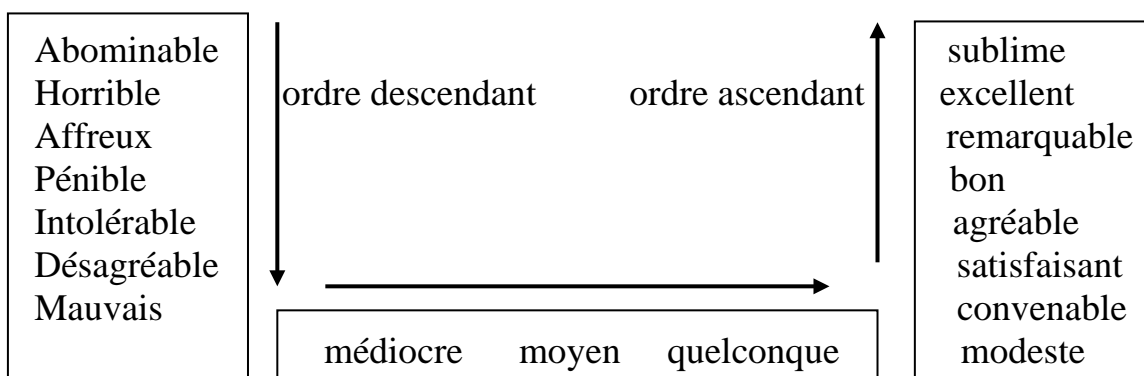 Abominable
Horrible
Affreux
Pénible
Intolérable
Désagréable
Mauvais
ordre descendant
ordre ascendant
médiocre moyen quelconque
sublime
excellent
remarquable
bon
agréable
satisfaisant
convenable
modeste